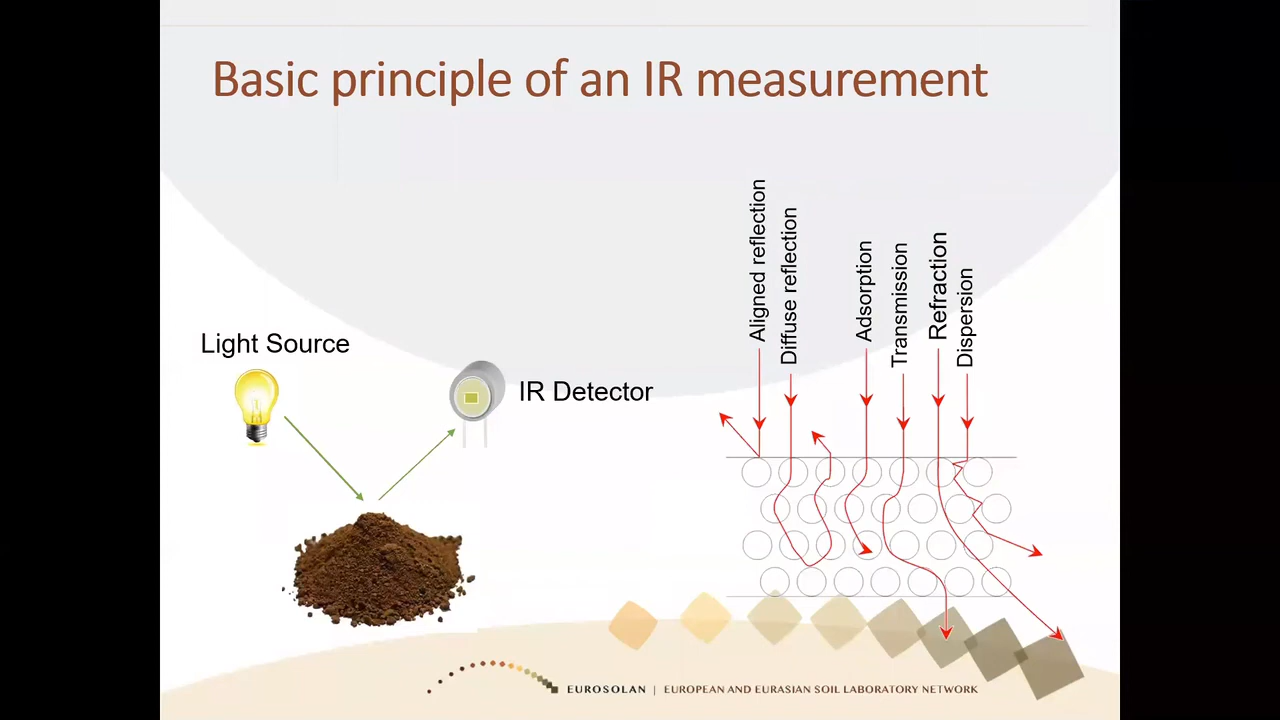 Basic principle of an IR measurement
Light Source
IR Detector
Aligned reflection
Diffuse reflection
Adsorption
Transmission
Refraction
Dispersion
EUROSOLAN | EUROPEAN AND EURASIAN SOIL LABORATORY NETWORK